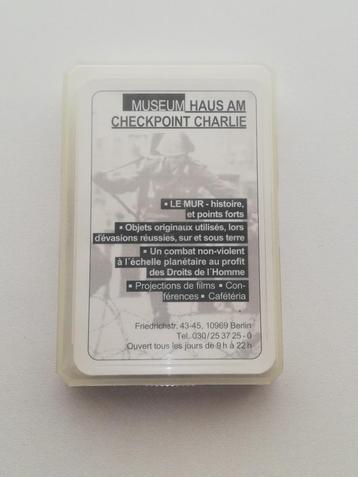 MUSEUM HAUS AM
CHECKPOINT CHARLIE
▪ LE MUR - histoire,
et points forts
▪ Objets originaux utilisés, lors
d'évasions réussies, sur et sous terre
▪ Un combat non-violent
à l´échelle planétaire au profit
des Droits de l´Homme
▪ Projections de films ▪ Con-
férences ▪ Cafétéria
Friedrichstr. 43-45, 10969 Berlin
Tel. 030/25 37 25 - 0
Ouvert tous les jours de 9 h à 22 h